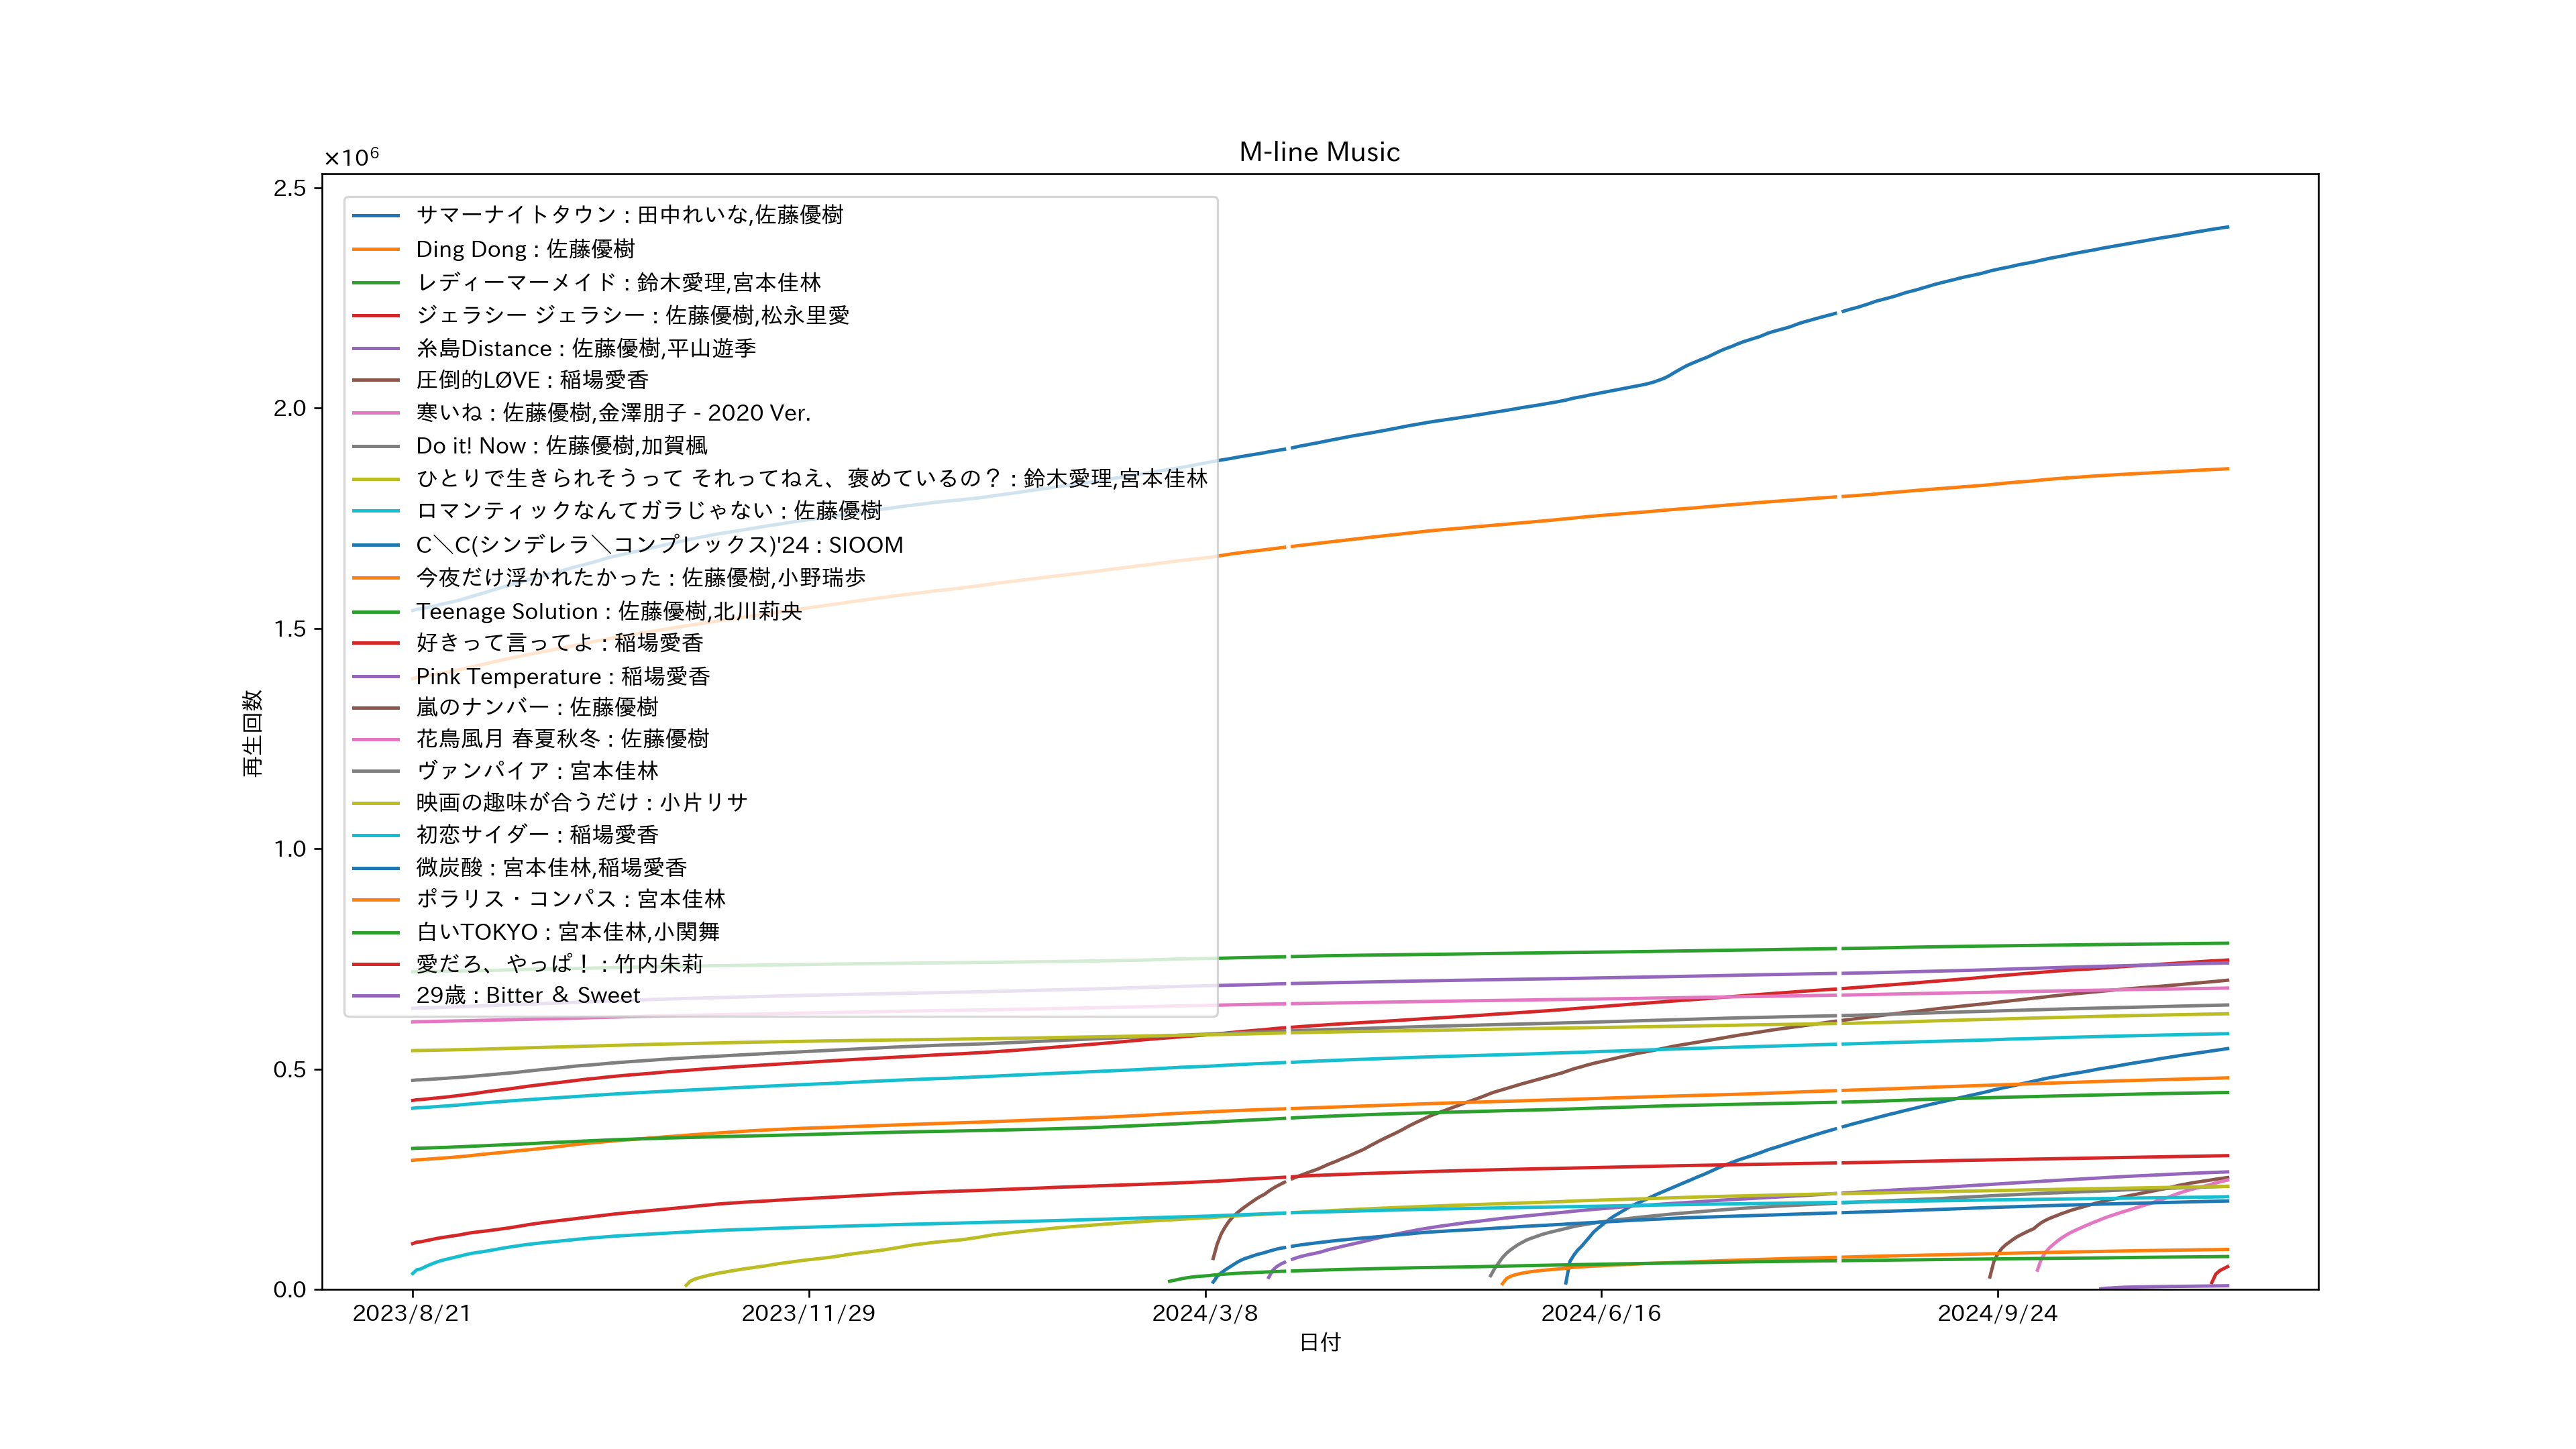 M-line Music
×10⁶
2.5
2.0
1.5
1.0
0.5
0.0
再生回数
サマーナイトタウン : 田中れいな,佐藤優樹
Ding Dong : 佐藤優樹
レディーマーメイド : 鈴木愛理,宮本佳林
ジェラシー ジェラシー : 佐藤優樹,松永里愛
糸島Distance : 佐藤優樹,平山遊季
圧倒的LØVE : 稲場愛香
寒いね : 佐藤優樹,金澤朋子 - 2020 Ver.
Do it! Now : 佐藤優樹,加賀楓
ひとりで生きられそうって それってねえ、褒めているの？ : 鈴木愛理,宮本佳林
ロマンティックなんてガラじゃない : 佐藤優樹
C＼C(シンデレラ＼コンプレックス)'24 : SIOOM
今夜だけ浮かれたかった : 佐藤優樹,小野瑞歩
Teenage Solution : 佐藤優樹,北川莉央
好きって言ってよ : 稲場愛香
Pink Temperature : 稲場愛香
嵐のナンバー : 佐藤優樹
花鳥風月 春夏秋冬 : 佐藤優樹
ヴァンパイア : 宮本佳林
映画の趣味が合うだけ : 小片リサ
初恋サイダー : 稲場愛香
微炭酸 : 宮本佳林,稲場愛香
ポラリス・コンパス : 宮本佳林
白いTOKYO : 宮本佳林,小関舞
愛だろ、やっぱ！ : 竹内朱莉
29歳 : Bitter ＆ Sweet
2023/8/21
2023/11/29
2024/3/8
2024/6/16
2024/9/24
日付